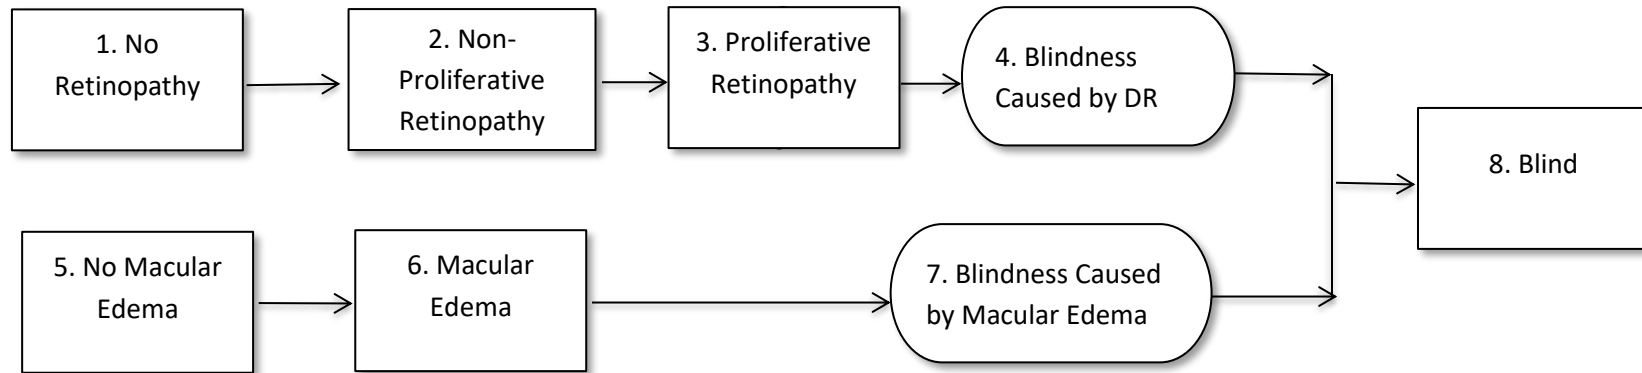 1. No
Retinopathy
2. Non-
Proliferative
Retinopathy
3. Proliferative
Retinopathy
4. Blindness
Caused by DR
8. Blind
5. No Macular
Edema
6. Macular
Edema
7. Blindness Caused
by Macular Edema